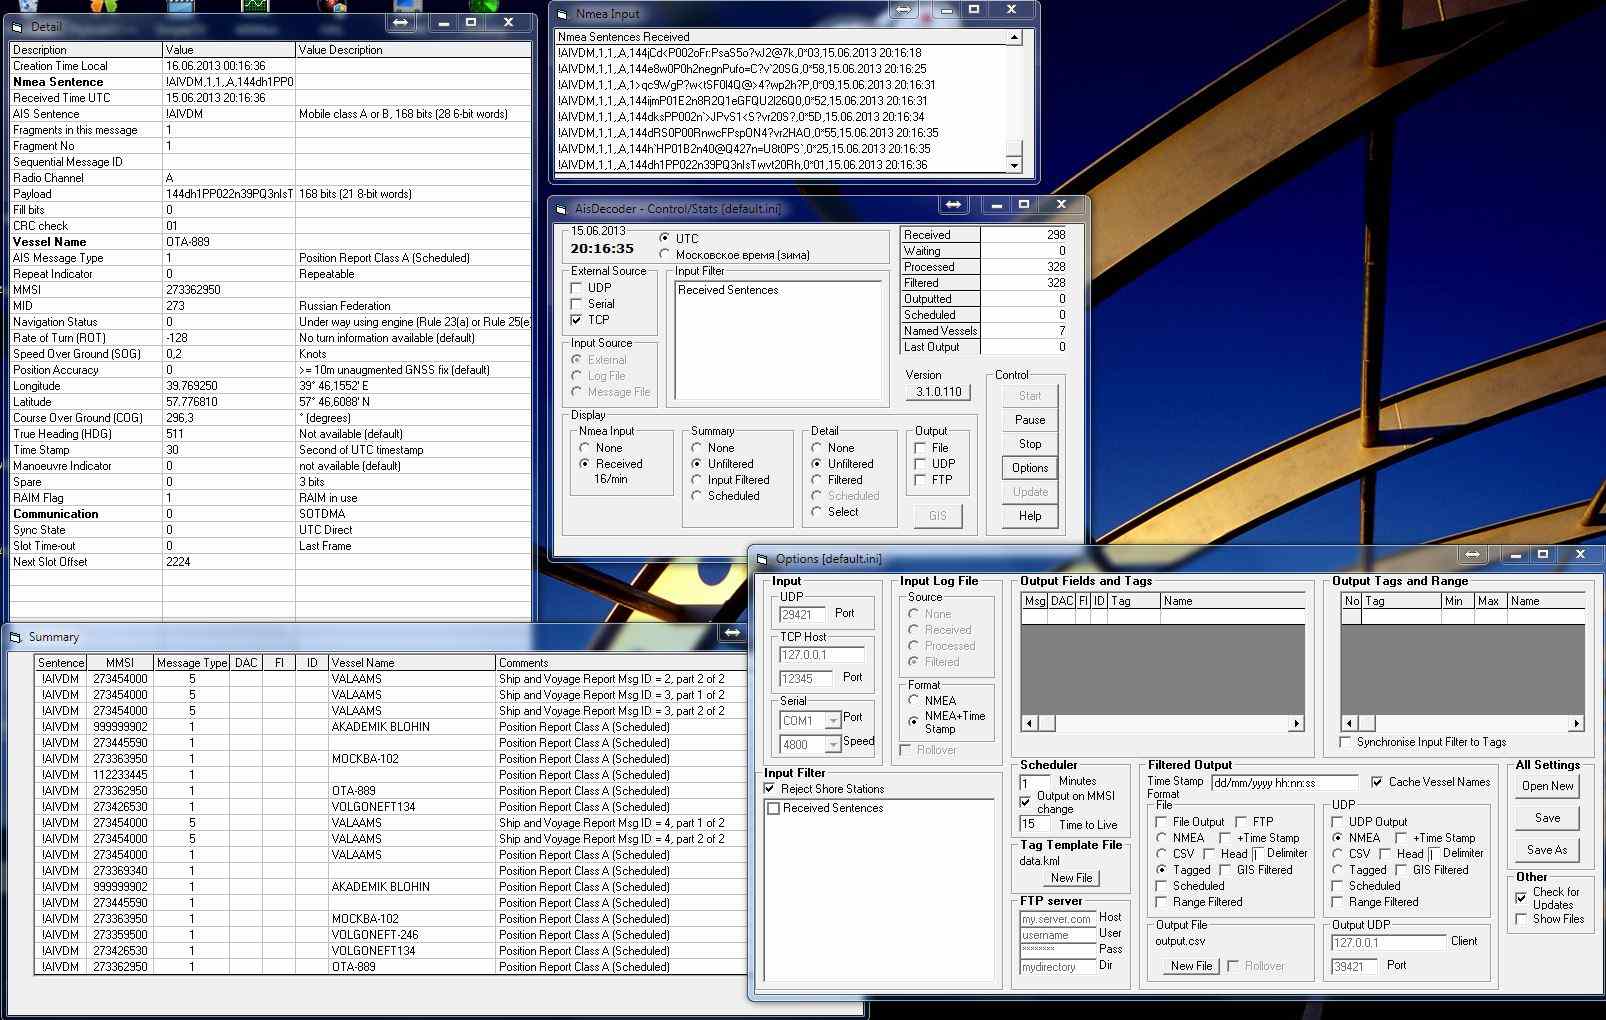 Detail
Description Value Value Description
Creation Time Local 16.06.2013 00:16:36
Nmea Sentence !AIVDM,1,1,,A,144dh1PP0
Received Time UTC 15.06.2013 20:16:36
AIS Sentence !AIVDM Mobile class A or B, 168 bits (28 6-bit words)
Fragments in this message 1
Fragment No 1
Sequential Message ID
Radio Channel A
Payload 144dh1PP022n39PQ3nIsT 168 bits (21 8-bit words)
Fill bits 0
CRC check 01
Vessel Name OTA-889
AIS Message Type 1 Position Report Class A (Scheduled)
Repeat Indicator 0 Repeatable
MMSI 273362950
MID 273 Russian Federation
Navigation Status 0 Under way using engine (Rule 23(a) or Rule 25(e)
Rate of Turn (ROT) -128 No turn information available (default)
Speed Over Ground (SOG) 0,2 Knots
Position Accuracy 0 >= 10m unaugmented GNSS fix (default)
Longitude 39.769250 39° 46,1552' E
Latitude 57.776810 57° 46,6088' N
Course Over Ground (COG) 296,3 ° (degrees)
True Heading (HDG) 511 Not available (default)
Time Stamp 30 Second of UTC timestamp
Manoeuvre Indicator 0 not available (default)
Spare 0 3 bits
RAIM Flag 1 RAIM in use
Communication 0 SOTDMA
Sync State 0 UTC Direct
Slot Time-out 0 Last Frame
Next Slot Offset 2224
Nmea Input
Nmea Sentences Received
!AIVDM,1,1,,A,144jCd<P002oFr:PsaS5o?wJ2@7k,0*03,15.06.2013 20:16:18
!AIVDM,1,1,,A,144e8w0P0h2negnPufo=C?v`20SG,0*58,15.06.2013 20:16:25
!AIVDM,1,1,,A,1>qc9WgP?w<tSF0l4Q@>4?wp2h?P,0*09,15.06.2013 20:16:31
!AIVDM,1,1,,A,144ijmP01E2n8R2Q1eGFQU2l26Q0,0*52,15.06.2013 20:16:31
!AIVDM,1,1,,A,144dksPP002n`>JPvS1<S?vr20S?,0*5D,15.06.2013 20:16:34
!AIVDM,1,1,,A,144dRS0P00RnwcFPspON4?vr2HAO,0*55,15.06.2013 20:16:35
!AIVDM,1,1,,A,144h`HP01B2n40@Q427n=U8t0PS`,0*25,15.06.2013 20:16:35
!AIVDM,1,1,,A,144dh1PP022n39PQ3nIsTwvt20Rh,0*01,15.06.2013 20:16:36
AisDecoder - Control/Stats [default.ini]
15.06.2013
20:16:35
UTC
Московское время (зима)
External Source
UDP
Serial
TCP
Input Filter
Received Sentences
Input Source
External
Log File
Message File
Received 298
Waiting 0
Processed 328
Filtered 328
Outputted 0
Scheduled 0
Named Vessels 7
Last Output 0
Version
3.1.0.110
Control
Start
Pause
Stop
Options
Update
Help
Display
Nmea Input
None
Received
16/min
Summary
None
Unfiltered
Input Filtered
Scheduled
Detail
None
Unfiltered
Filtered
Scheduled
Select
Output
File
UDP
FTP
GIS
Summary
Sentence MMSI Message Type DAC FI ID Vessel Name Comments
!AIVDM 273454000 5 VALAAMS Ship and Voyage Report Msg ID = 2, part 2 of 2
!AIVDM 273454000 5 VALAAMS Ship and Voyage Report Msg ID = 3, part 1 of 2
!AIVDM 273454000 5 VALAAMS Ship and Voyage Report Msg ID = 3, part 2 of 2
!AIVDM 999999902 1 AKADEMIK BLOHIN Position Report Class A (Scheduled)
!AIVDM 273445590 1 Position Report Class A (Scheduled)
!AIVDM 273363950 1 MOCKBA-102 Position Report Class A (Scheduled)
!AIVDM 112233445 1 Position Report Class A (Scheduled)
!AIVDM 273362950 1 OTA-889 Position Report Class A (Scheduled)
!AIVDM 273426530 1 VOLGONEFT134 Position Report Class A (Scheduled)
!AIVDM 273454000 5 VALAAMS Ship and Voyage Report Msg ID = 4, part 1 of 2
!AIVDM 273454000 5 VALAAMS Ship and Voyage Report Msg ID = 4, part 2 of 2
!AIVDM 273454000 1 VALAAMS Position Report Class A (Scheduled)
!AIVDM 273369340 1 Position Report Class A (Scheduled)
!AIVDM 999999902 1 AKADEMIK BLOHIN Position Report Class A (Scheduled)
!AIVDM 273445590 1 Position Report Class A (Scheduled)
!AIVDM 273363950 1 MOCKBA-102 Position Report Class A (Scheduled)
!AIVDM 273359500 1 VOLGONEFT-246 Position Report Class A (Scheduled)
!AIVDM 273426530 1 VOLGONEFT134 Position Report Class A (Scheduled)
!AIVDM 273362950 1 OTA-889 Position Report Class A (Scheduled)
Options [default.ini]
Input
UDP
29421 Port
TCP Host
127.0.0.1
12345 Port
Serial
COM1 Port
4800 Speed
Input Log File
Source
None
Received
Processed
Filtered
Format
NMEA
NMEA+Time Stamp
Rollover
Output Fields and Tags
Msg DAC FI ID Tag Name
Output Tags and Range
No Tag Min Max Name
Synchronise Input Filter to Tags
Input Filter
Reject Shore Stations
Received Sentences
Scheduler
1 Minutes
Output on MMSI change
15 Time to Live
Tag Template File
data.kml
New File
FTP server
my.server.com Host
username User
******** Pass
mydirectory Dir
Filtered Output
Time Stamp Format dd/mm/yyyy hh:nn:ss Cache Vessel Names
File
File Output FTP
NMEA +Time Stamp
CSV Head Delimiter
Tagged GIS Filtered
Scheduled
Range Filtered
Output File
output.csv
New File Rollover
UDP
UDP Output
NMEA +Time Stamp
CSV Head Delimiter
Tagged GIS Filtered
Scheduled
Range Filtered
Output UDP
127.0.0.1 Client
39421 Port
All Settings
Open New
Save
Save As
Other
Check for Updates
Show Files